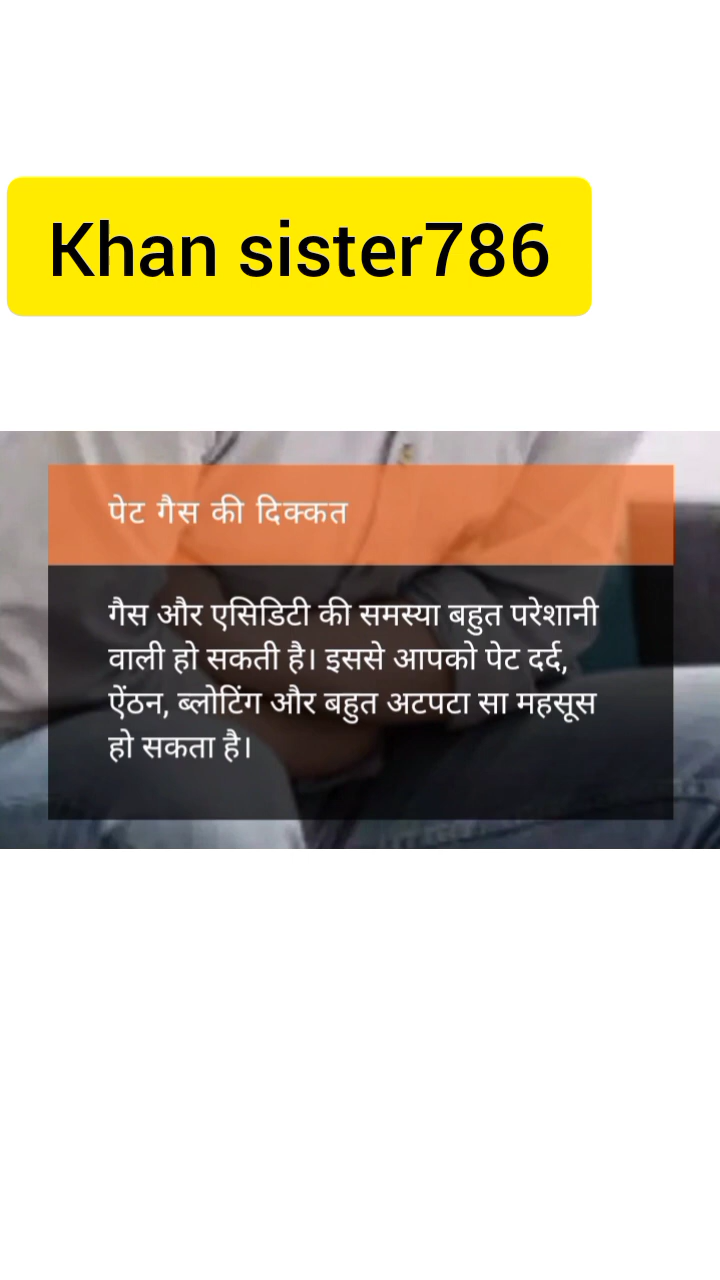 Khan sister786
पेट गैस की दिक्कत
गैस और एसिडिटी की समस्या बहुत परेशानी
वाली हो सकती है। इससे आपको पेट दर्द,
ऐंठन, ब्लोटिंग और बहुत अटपटा सा महसूस
हो सकता है।